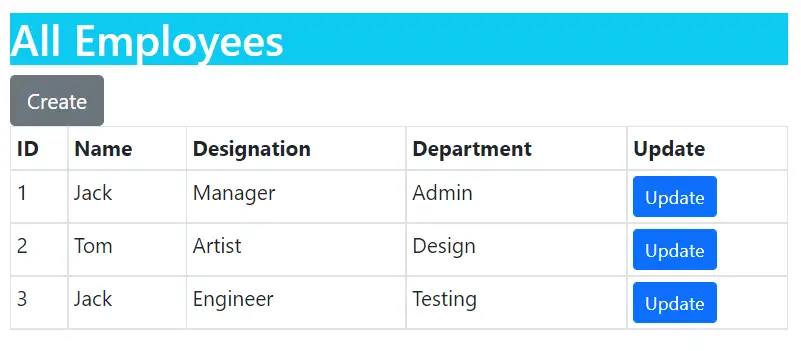 All Employees
Create
ID Name Designation Department Update
1 Jack Manager Admin Update
2 Tom Artist Design Update
3 Jack Engineer Testing Update